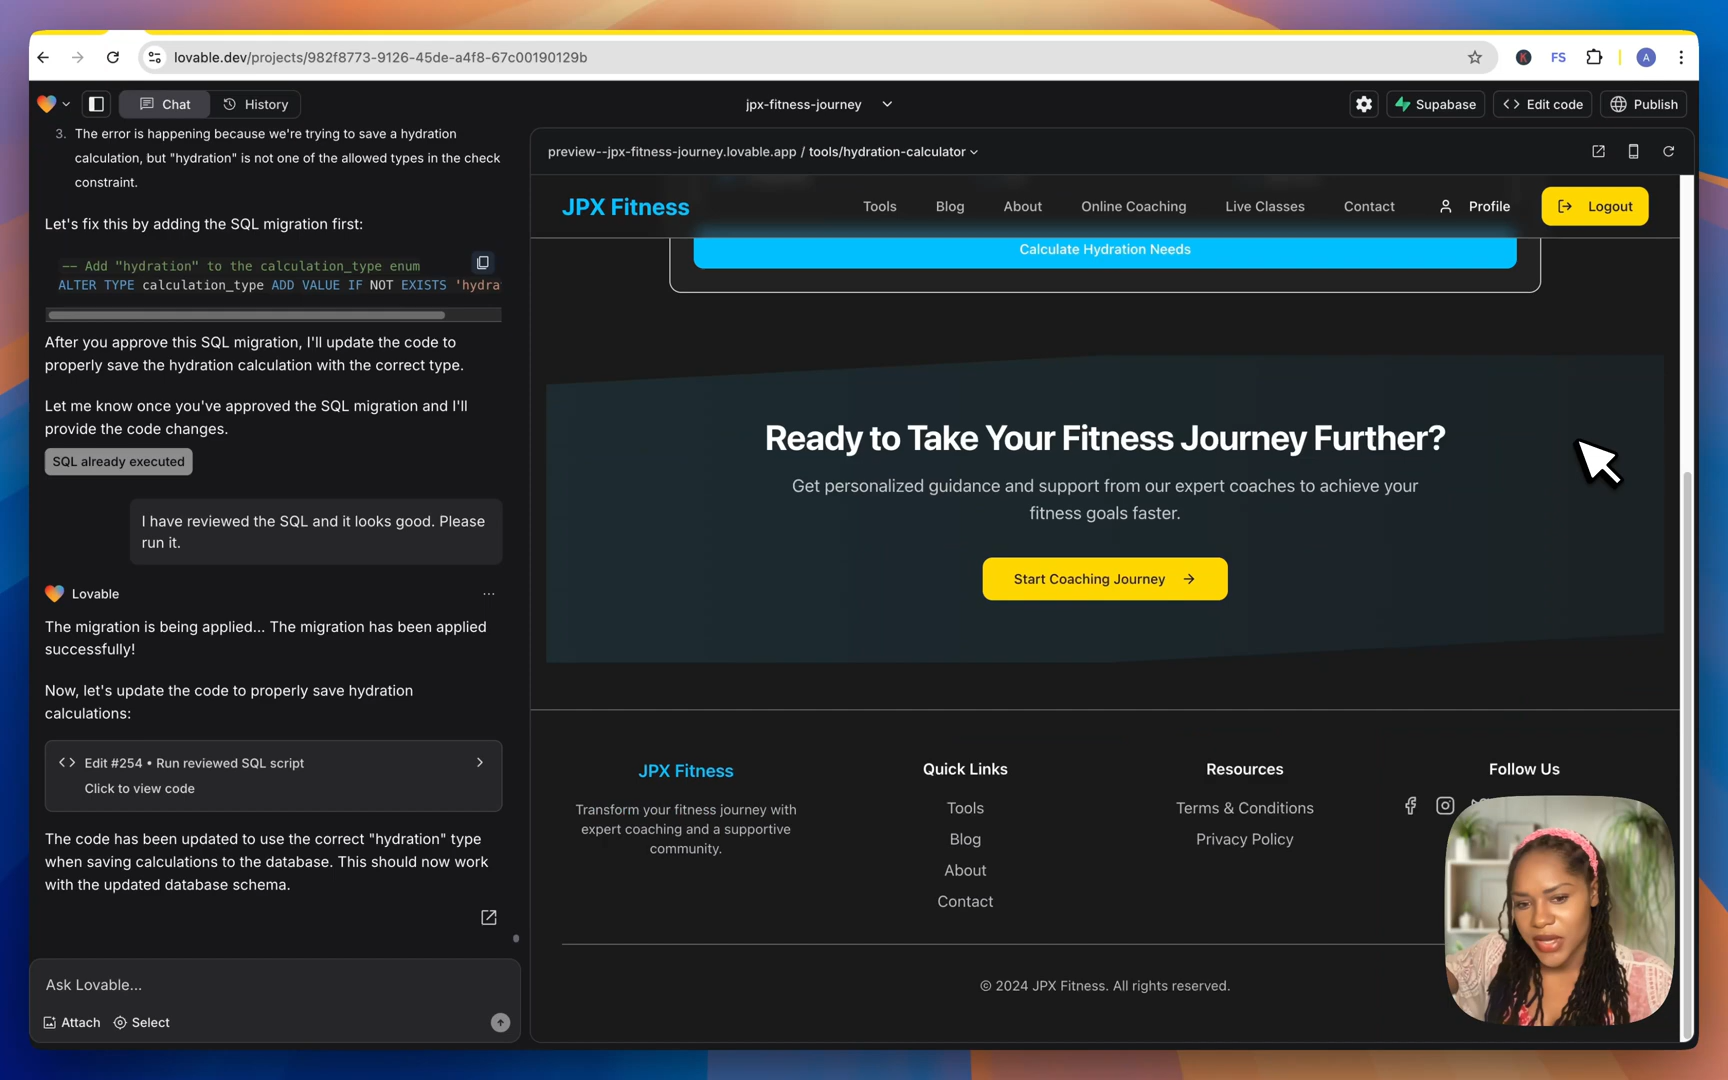 lovable.dev/projects/982f8773-9126-45de-a4f8-67c00190129b
K
FS
A
Chat
History
jpx-fitness-journey
Supabase
Edit code
Publish
3. The error is happening because we're trying to save a hydration
calculation, but "hydration" is not one of the allowed types in the check
constraint.
Let's fix this by adding the SQL migration first:
-- Add "hydration" to the calculation_type enum
ALTER TYPE calculation_type ADD VALUE IF NOT EXISTS 'hydra
After you approve this SQL migration, I'll update the code to
properly save the hydration calculation with the correct type.
Let me know once you've approved the SQL migration and I'll
provide the code changes.
SQL already executed
I have reviewed the SQL and it looks good. Please
run it.
Lovable
The migration is being applied... The migration has been applied
successfully!
Now, let's update the code to properly save hydration
calculations:
Edit #254 • Run reviewed SQL script
Click to view code
The code has been updated to use the correct "hydration" type
when saving calculations to the database. This should now work
with the updated database schema.
Ask Lovable...
Attach
Select
preview--jpx-fitness-journey.lovable.app / tools/hydration-calculator
JPX Fitness
Tools
Blog
About
Online Coaching
Live Classes
Contact
Profile
Logout
Calculate Hydration Needs
Ready to Take Your Fitness Journey Further?
Get personalized guidance and support from our expert coaches to achieve your
fitness goals faster.
Start Coaching Journey
JPX Fitness
Transform your fitness journey with
expert coaching and a supportive
community.
Quick Links
Tools
Blog
About
Contact
Resources
Terms & Conditions
Privacy Policy
Follow Us
© 2024 JPX Fitness. All rights reserved.